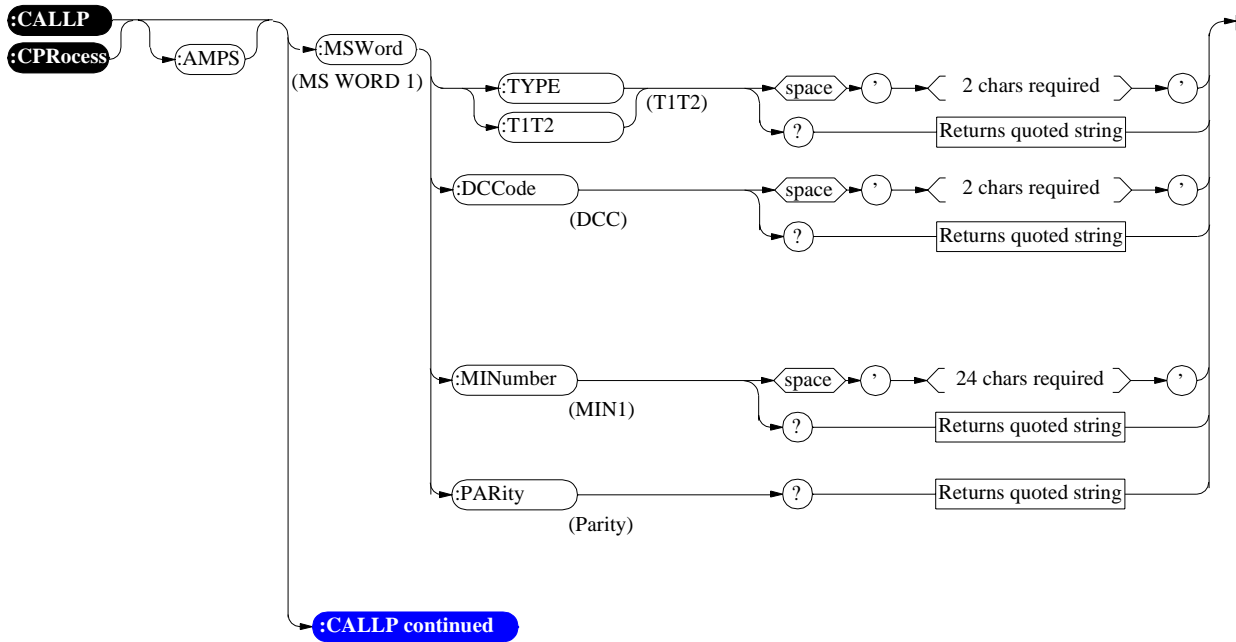 :CALLP
:CPRocess
:AMPS
:MSWord
(MS WORD 1)
:TYPE
:T1T2
(T1T2)
space ’ 2 chars required ’
? Returns quoted string
:DCCode
(DCC)
space ’ 2 chars required ’
? Returns quoted string
:MINumber
(MIN1)
space ’ 24 chars required ’
? Returns quoted string
:PARity
(Parity)
? Returns quoted string
:CALLP continued